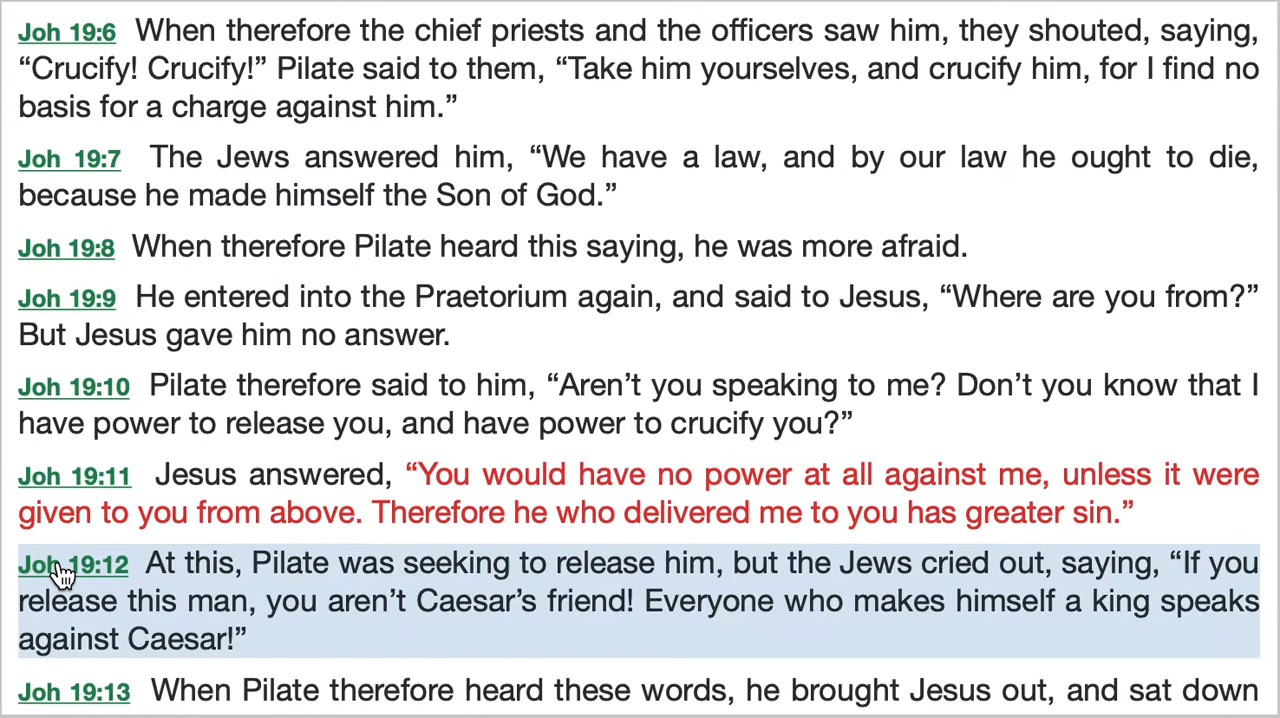 Joh 19:6 When therefore the chief priests and the officers saw him, they shouted, saying,
“Crucify! Crucify!” Pilate said to them, “Take him yourselves, and crucify him, for I find no
basis for a charge against him.”
Joh 19:7 The Jews answered him, “We have a law, and by our law he ought to die,
because he made himself the Son of God.”
Joh 19:8 When therefore Pilate heard this saying, he was more afraid.
Joh 19:9 He entered into the Praetorium again, and said to Jesus, “Where are you from?”
But Jesus gave him no answer.
Joh 19:10 Pilate therefore said to him, “Aren’t you speaking to me? Don’t you know that I
have power to release you, and have power to crucify you?”
Joh 19:11 Jesus answered, “You would have no power at all against me, unless it were
given to you from above. Therefore he who delivered me to you has greater sin.”
Joh 19:12 At this, Pilate was seeking to release him, but the Jews cried out, saying, “If you
release this man, you aren’t Caesar’s friend! Everyone who makes himself a king speaks
against Caesar!”
Joh 19:13 When Pilate therefore heard these words, he brought Jesus out, and sat down